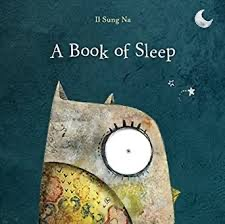 Il Sung Na
A Book of Sleep